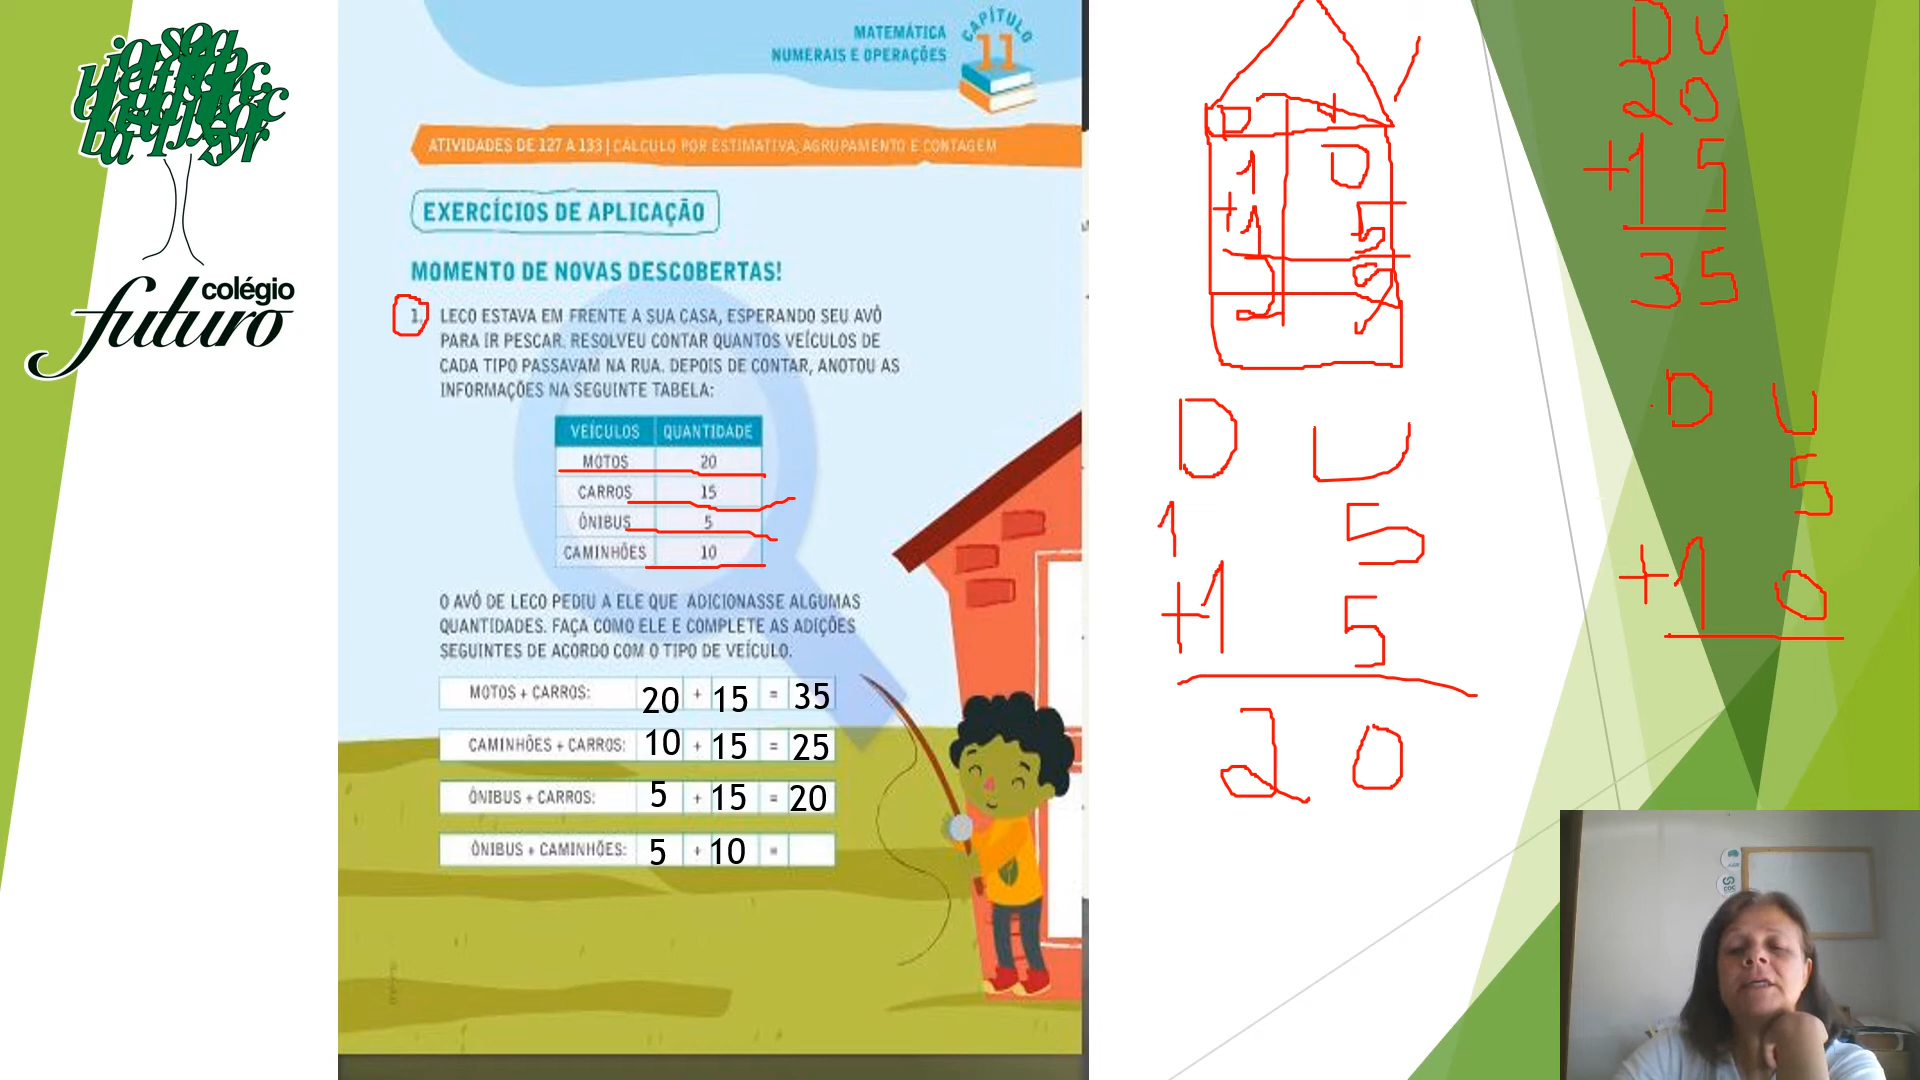 colégio
futuro
MATEMÁTICA
NUMERAIS E OPERAÇÕES
CAPÍTULO
11
ATIVIDADES DE 127 A 133 | CÁLCULO POR ESTIMATIVA, AGRUPAMENTO E CONTAGEM
EXERCÍCIOS DE APLICAÇÃO
MOMENTO DE NOVAS DESCOBERTAS!
1. LECO ESTAVA EM FRENTE A SUA CASA, ESPERANDO SEU AVÔ
PARA IR PESCAR. RESOLVEU CONTAR QUANTOS VEÍCULOS DE
CADA TIPO PASSAVAM NA RUA. DEPOIS DE CONTAR, ANOTOU AS
INFORMAÇÕES NA SEGUINTE TABELA:
VEÍCULOS QUANTIDADE
MOTOS 20
CARROS 15
ÔNIBUS 5
CAMINHÕES 10
O AVÔ DE LECO PEDIU A ELE QUE ADICIONASSE ALGUMAS
QUANTIDADES. FAÇA COMO ELE E COMPLETE AS ADIÇÕES
SEGUINTES DE ACORDO COM O TIPO DE VEÍCULO.
MOTOS + CARROS: 20 + 15 = 35
CAMINHÕES + CARROS: 10 + 15 = 25
ÔNIBUS + CARROS: 5 + 15 = 20
ÔNIBUS + CAMINHÕES: 5 + 10 =
D U
1 5
+1 5
20
D U
20
+15
35
D U
5
+10